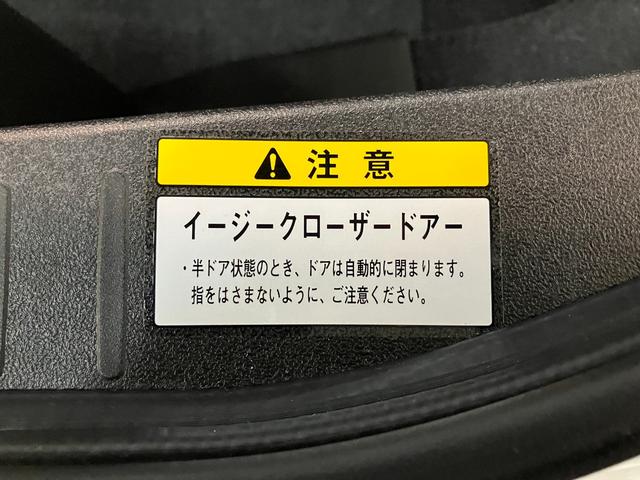 注意
イージークローザードアー
・半ドア状態のとき、ドアは自動的に閉まります。
指をはさまないように、ご注意ください。